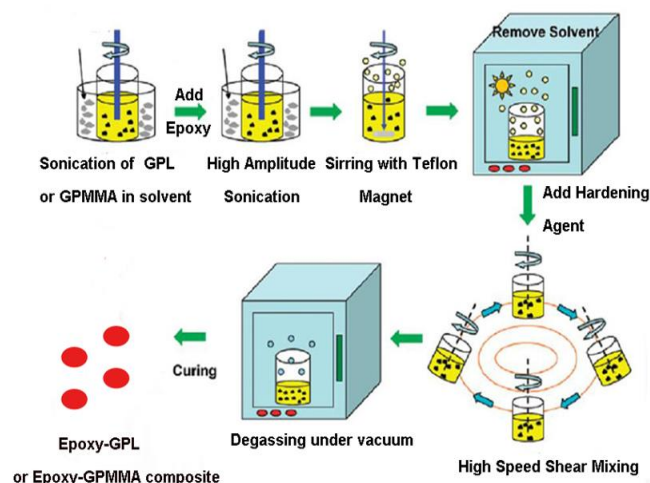 Sonication of GPL
or GPMMA in solvent
Add
Epoxy
High Amplitude
Sonication
Sirring with Teflon
Magnet
Remove Solvent
Add Hardening
Agent
High Speed Shear Mixing
Degassing under vacuum
Curing
Epoxy-GPL
or Epoxy-GPMMA composite